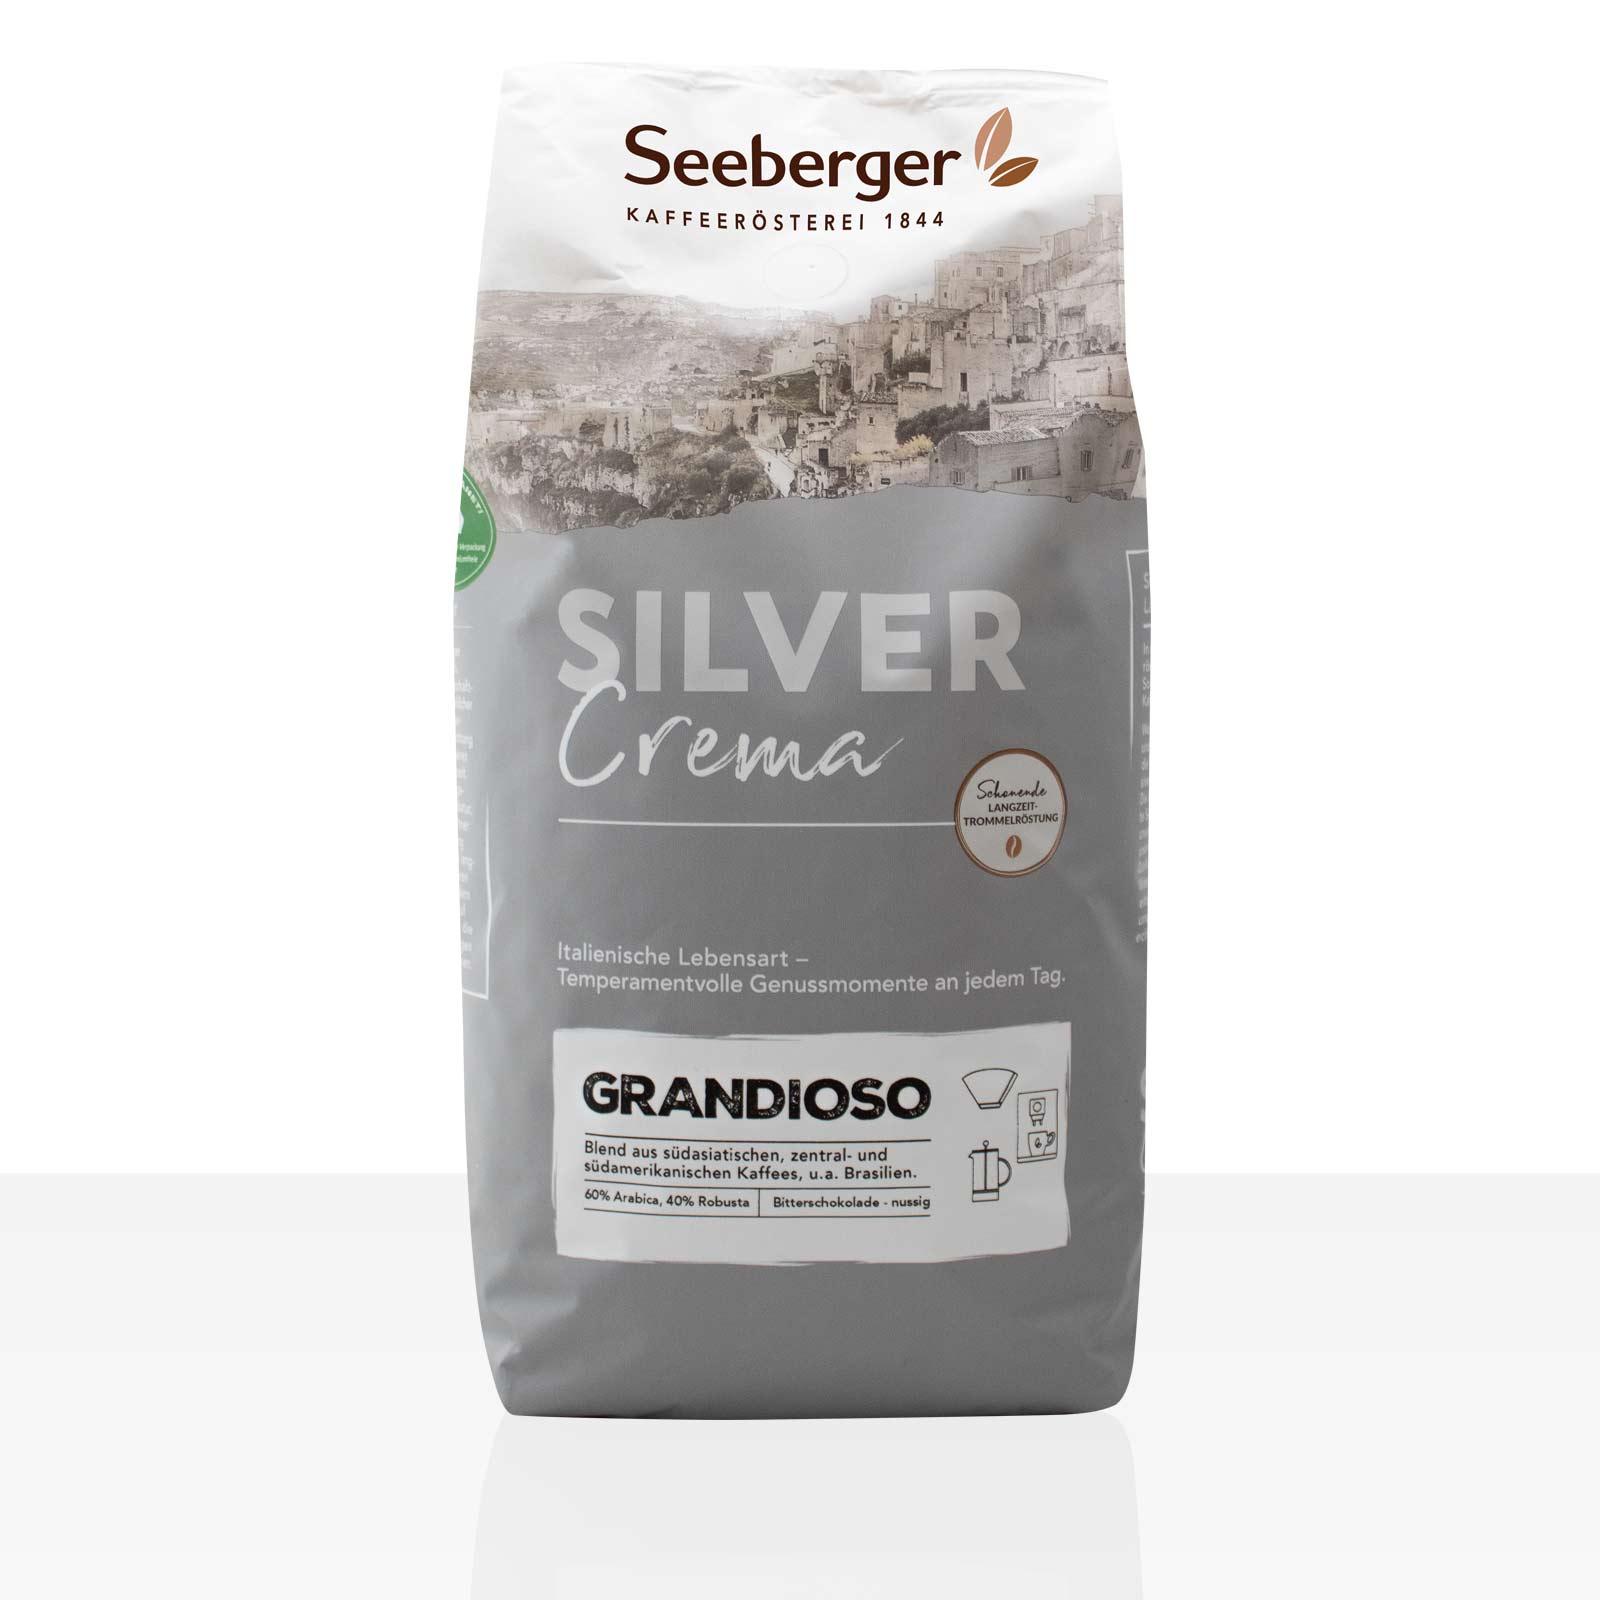 Seeberger
KAFFEERÖSTEREI 1844
Verpackung
SILVER
Crema
Schonende
LANGZEIT-
TROMMELRÖSTUNG
Italienische Lebensart –
Temperamentvolle Genussmomente an jedem Tag.
GRANDIOSO
Blend aus südasiatischen, zentral- und
südamerikanischen Kaffees, u.a. Brasilien.
60% Arabica, 40% Robusta
Bitterschokolade - nussig